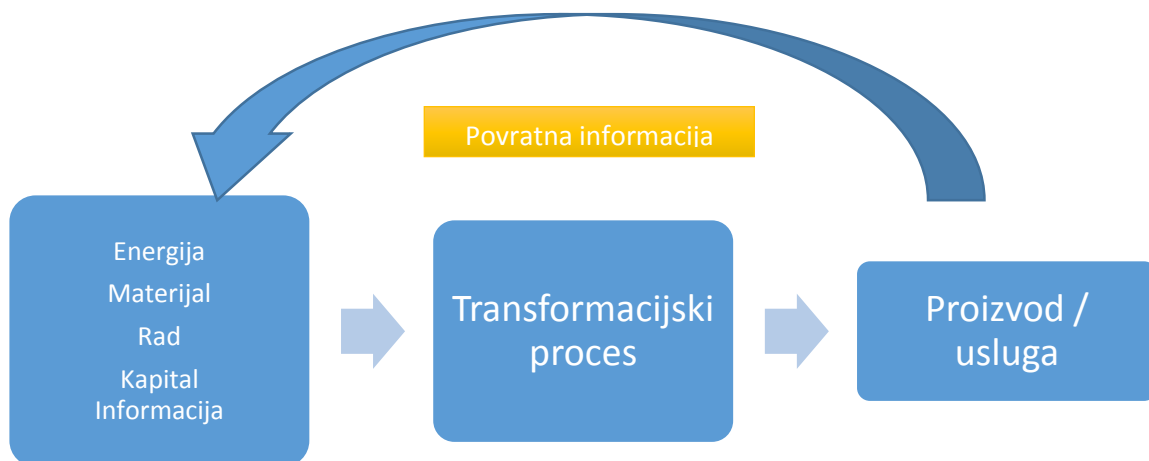 Povratna informacija
Energija
Materijal
Rad
Kapital
Informacija
Transformacijski
proces
Proizvod /
usluga